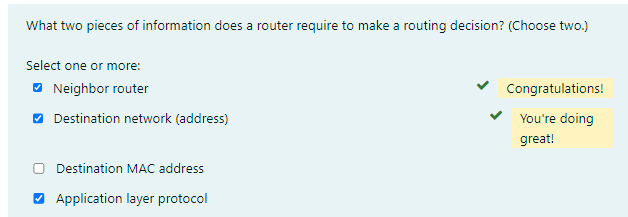 What two pieces of information does a router require to make a routing decision? (Choose two.)
Select one or more:
Neighbor router
Congratulations!
Destination network (address)
You're doing
great!
Destination MAC address
Application layer protocol